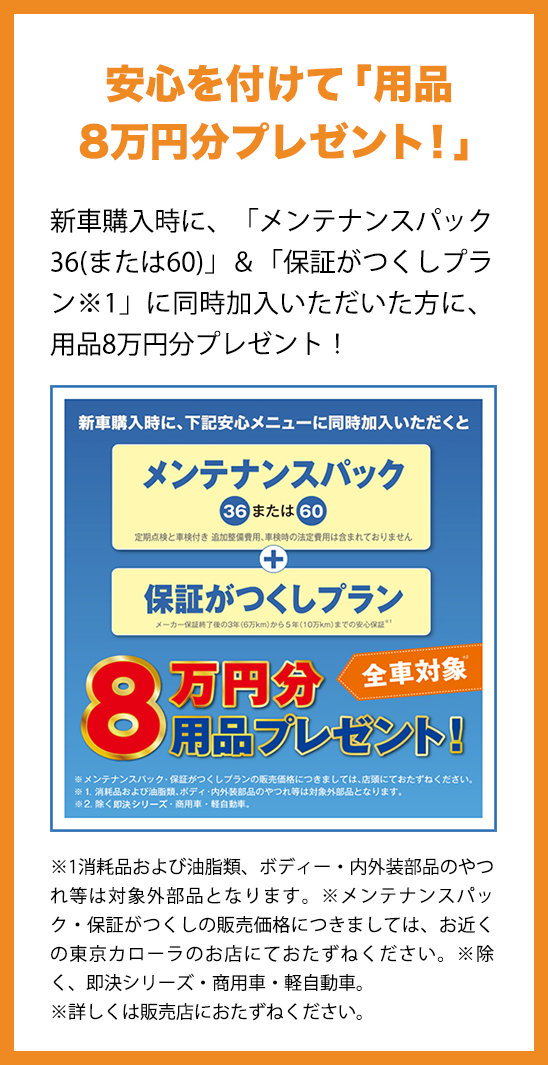 安心を付けて「用品
8万円分プレゼント！」
新車購入時に、「メンテナンスパック
36(または60)」＆「保証がつくしプラ
ン※1」に同時加入いただいた方に、
用品8万円分プレゼント！
新車購入時に、下記安心メニューに同時加入いただくと
メンテナンスパック
36または60
定期点検と車検付き 追加整備費用、車検時の法定費用は含まれておりません
+
保証がつくしプラン
メーカー保証終了後の3年（6万km）から5年（10万km）までの安心保証※1
全車対象※2
8万円分
用品プレゼント！
※メンテナンスパック・保証がつくしプランの販売価格につきましては、店頭にておたずねください。
※1. 消耗品および油脂類、ボディ・内外装部品のやつれ等は対象外部品となります。
※2. 除く即決シリーズ・商用車・軽自動車。
※1消耗品および油脂類、ボディー・内外装部品のやつ
れ等は対象外部品となります。※メンテナンスパッ
ク・保証がつくしの販売価格につきましては、お近く
の東京カローラのお店にておたずねください。※除
く、即決シリーズ・商用車・軽自動車。
※詳しくは販売店におたずねください。